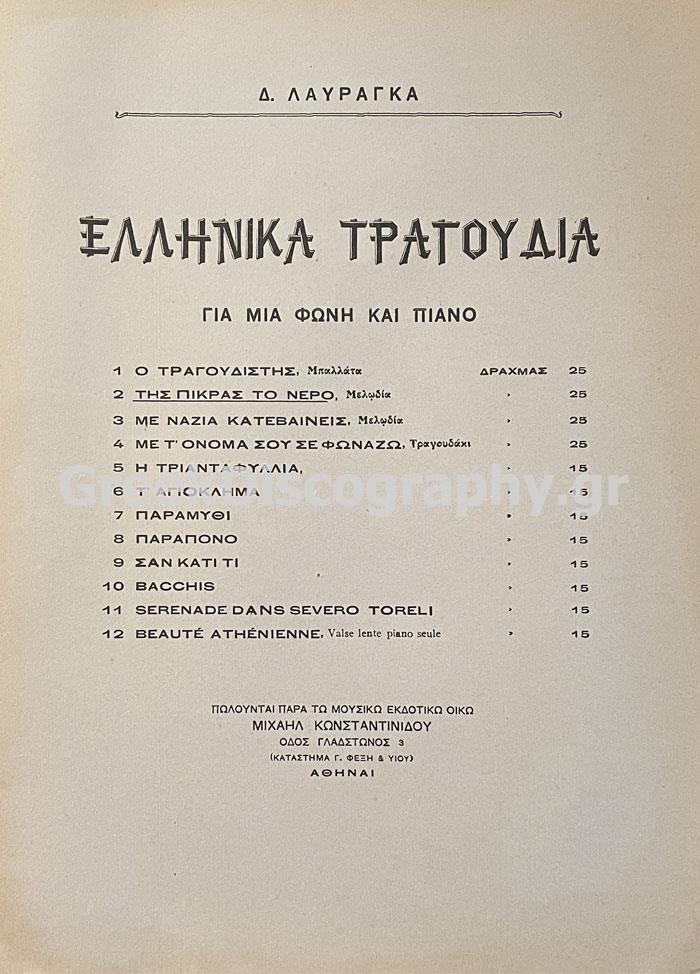 Δ. ΛΑΥΡΑΓΚΑ
ΕΛΛΗΝΙΚΑ ΤΡΑΓΟΥΔΙΑ
ΓΙΑ ΜΙΑ ΦΩΝΗ ΚΑΙ ΠΙΑΝΟ
1 Ο ΤΡΑΓΟΥΔΙΣΤΗΣ, Μπαλλάτα ΔΡΑΧΜΑΣ 25
2 ΤΗΣ ΠΙΚΡΑΣ ΤΟ ΝΕΡΟ, Μελῳδία » 25
3 ΜΕ ΝΑΖΙΑ ΚΑΤΕΒΑΙΝΕΙΣ, Μελῳδία » 25
4 ΜΕ Τ' ΟΝΟΜΑ ΣΟΥ ΣΕ ΦΩΝΑΖΩ, Τραγουδάκι » 25
5 Η ΤΡΙΑΝΤΑΦΥΛΛΙΑ, » 15
6 Τ' ΑΓΙΟΚΛΗΜΑ » 15
7 ΠΑΡΑΜΥΘΙ » 15
8 ΠΑΡΑΠΟΝΟ » 15
9 ΣΑΝ ΚΑΤΙ ΤΙ » 15
10 BACCHIS » 15
11 SERENADE DANS SEVERO TORELI » 15
12 BEAUTÉ ATHÉNIENNE, Valse lente piano seule » 15
ΠΩΛΟΥΝΤΑΙ ΠΑΡΑ ΤΩ ΜΟΥΣΙΚΩ ΕΚΔΟΤΙΚΩ ΟΙΚΩ
ΜΙΧΑΗΛ ΚΩΝΣΤΑΝΤΙΝΙΔΟΥ
ΟΔΟΣ ΓΛΑΔΣΤΩΝΟΣ 3
(ΚΑΤΑΣΤΗΜΑ Γ. ΦΕΞΗ & ΥΙΟΥ)
ΑΘΗΝΑΙ
Greek-Discography.gr